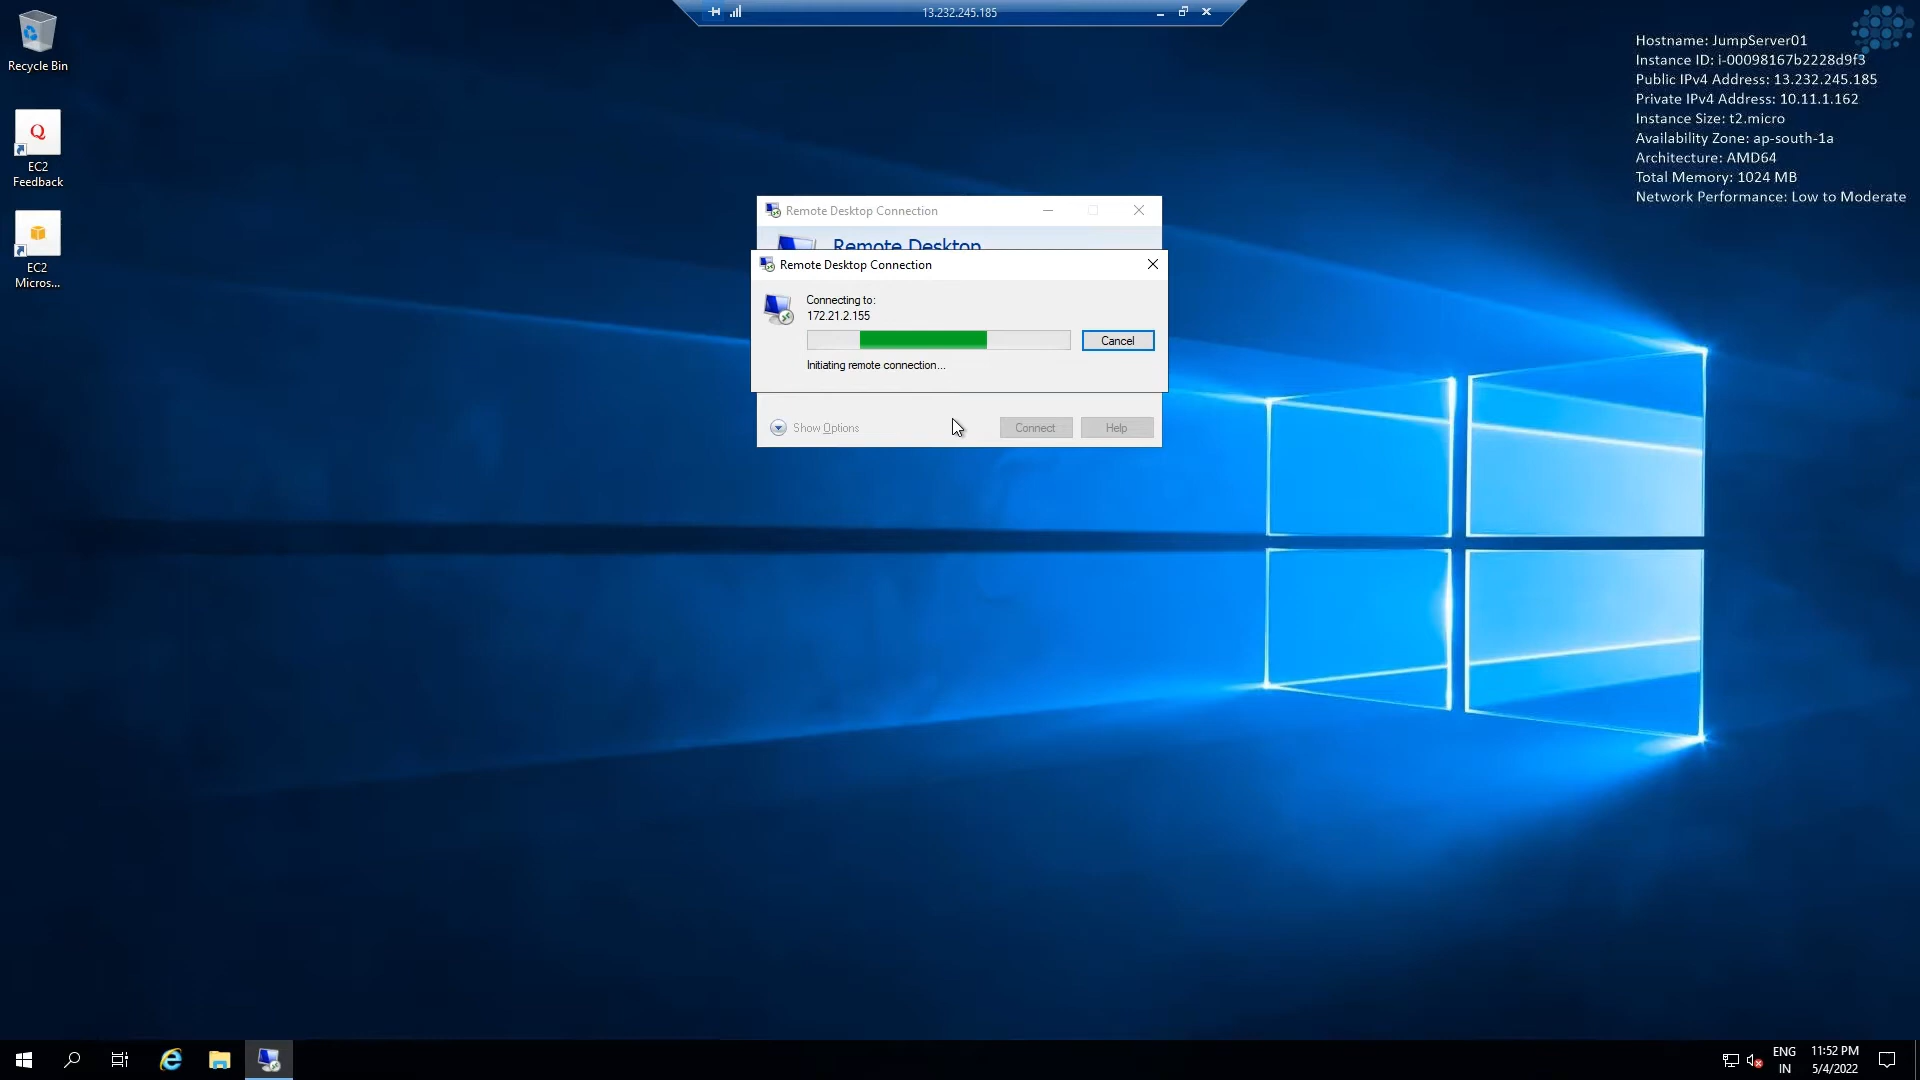 13.232.245.185
Recycle Bin
Q
EC2
Feedback
EC2
Micros...
Hostname: JumpServer01
Instance ID: i-00098167b2228d9f3
Public IPv4 Address: 13.232.245.185
Private IPv4 Address: 10.11.1.162
Instance Size: t2.micro
Availability Zone: ap-south-1a
Architecture: AMD64
Total Memory: 1024 MB
Network Performance: Low to Moderate
Remote Desktop Connection
Remote Desktop
Remote Desktop Connection
Connecting to:
172.21.2.155
Cancel
Initiating remote connection...
Show Options
Connect
Help
ENG
IN
11:52 PM
5/4/2022